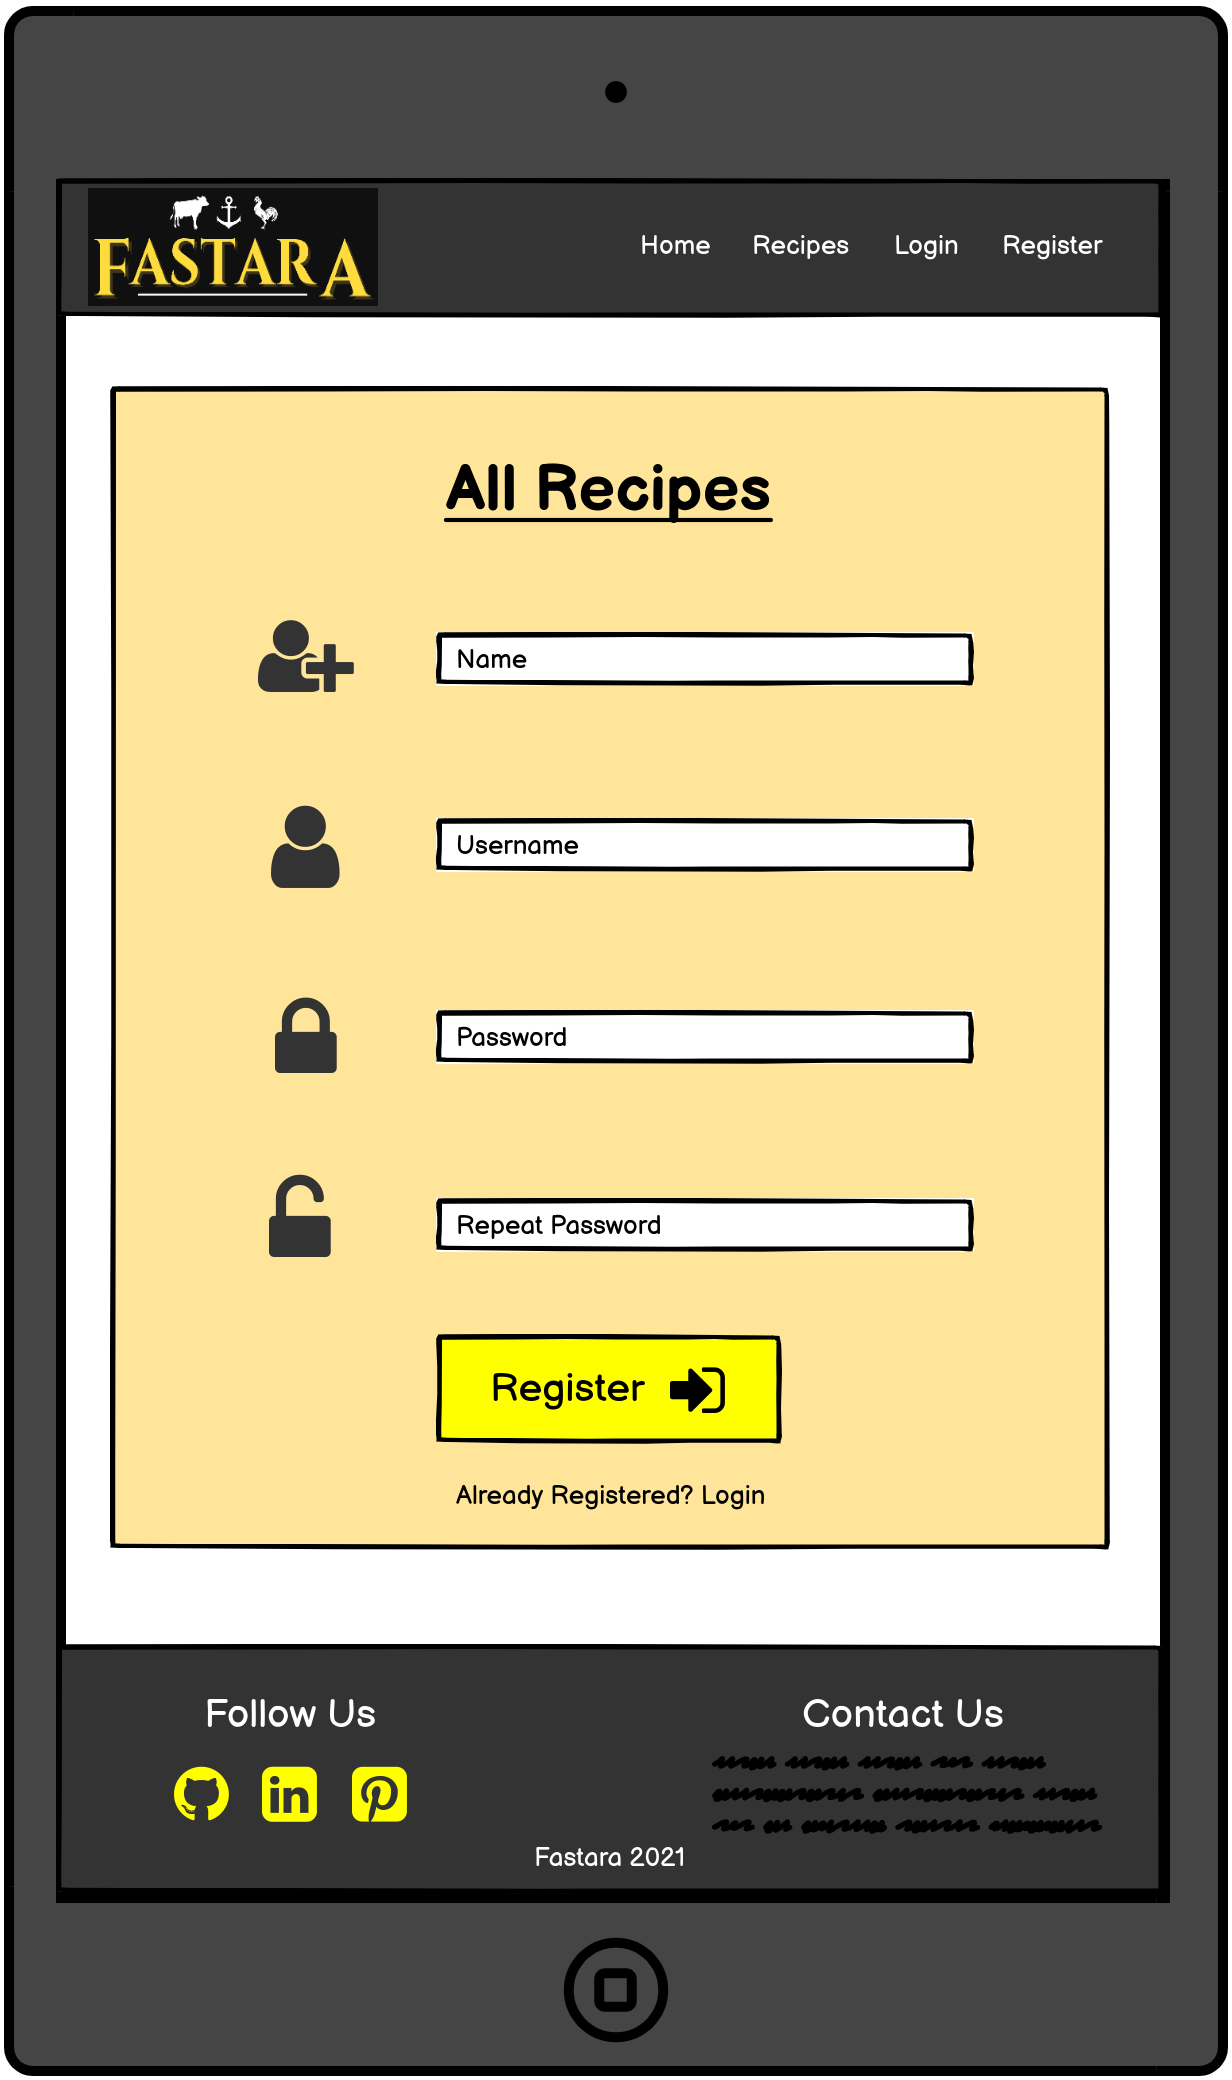 FASTARA
Home Recipes Login Register
All Recipes
Name
Username
Password
Repeat Password
Register
Already Registered? Login
Follow Us
Contact Us
in
Fastara 2021